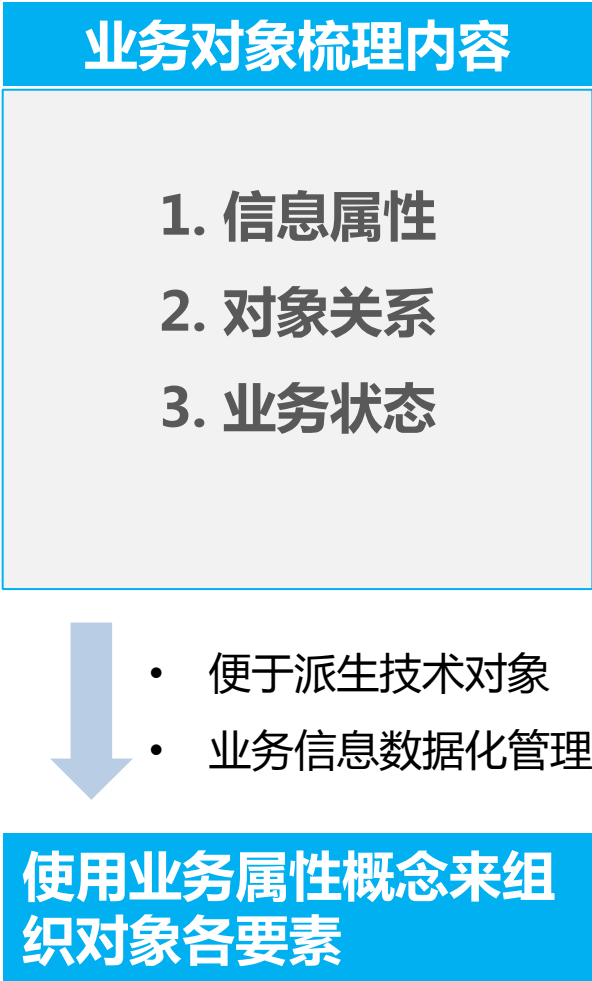 业务对象梳理内容
1. 信息属性
2. 对象关系
3. 业务状态
• 便于派生技术对象
• 业务信息数据化管理
使用业务属性概念来组
织对象各要素